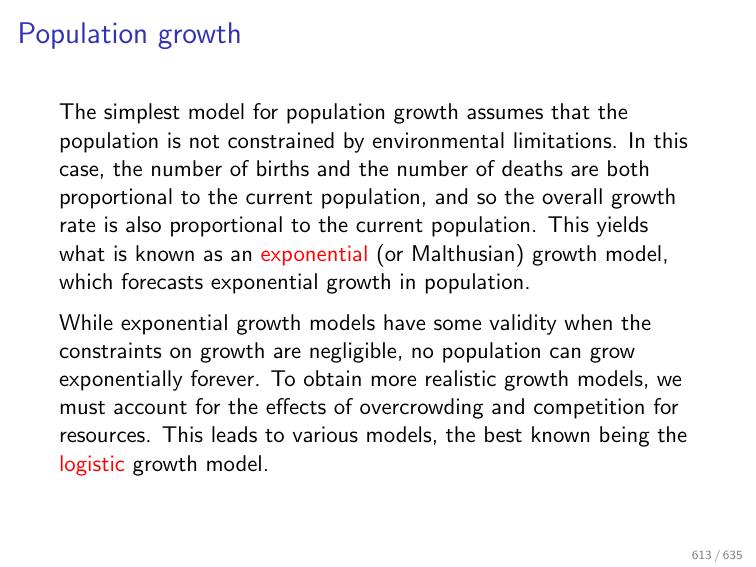 Population growth
The simplest model for population growth assumes that the
population is not constrained by environmental limitations. In this
case, the number of births and the number of deaths are both
proportional to the current population, and so the overall growth
rate is also proportional to the current population. This yields
what is known as an exponential (or Malthusian) growth model,
which forecasts exponential growth in population.
While exponential growth models have some validity when the
constraints on growth are negligible, no population can grow
exponentially forever. To obtain more realistic growth models, we
must account for the effects of overcrowding and competition for
resources. This leads to various models, the best known being the
logistic growth model.
613 / 635